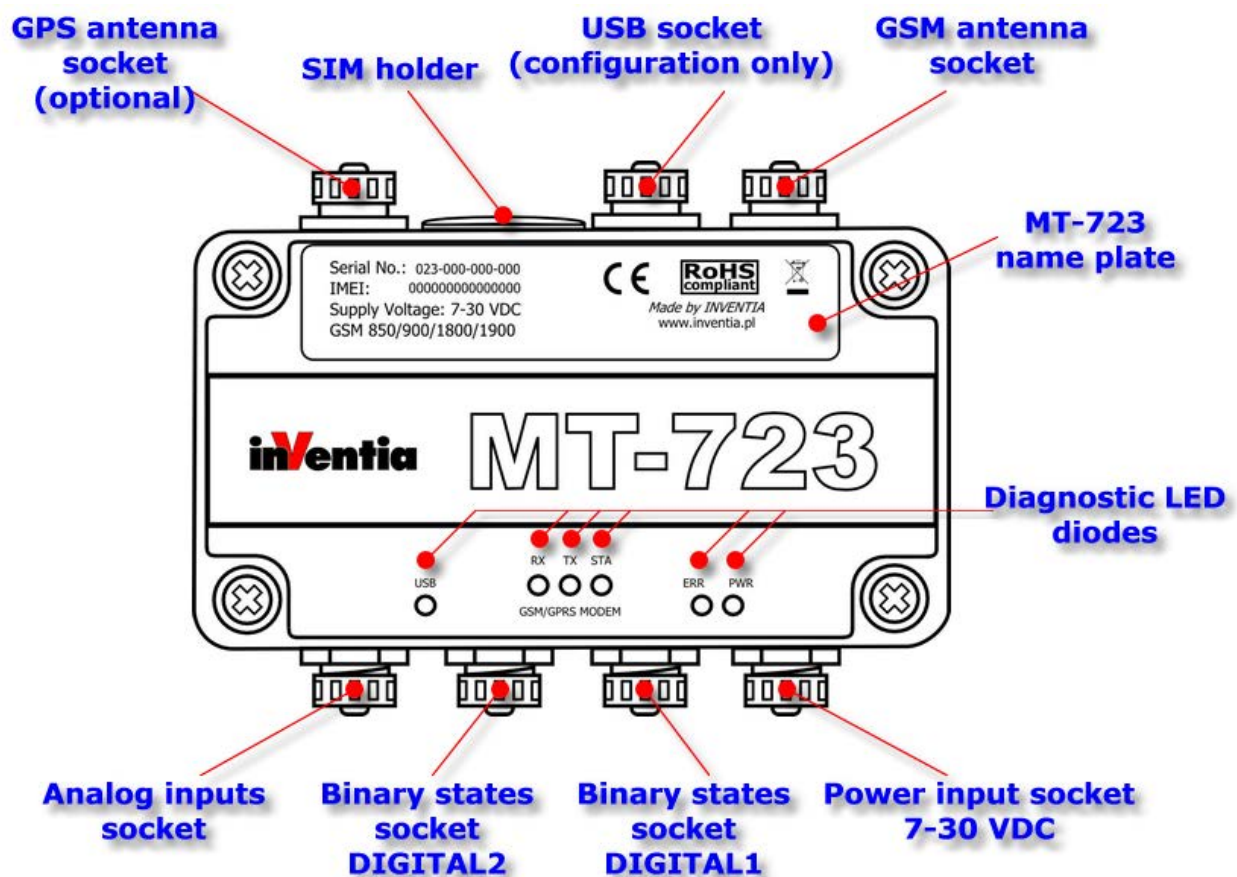 GPS antenna
socket
(optional)
SIM holder
USB socket
(configuration only)
GSM antenna
socket
MT-723
name plate
Serial No.: 023-000-000-000
IMEI: 000000000000000
Supply Voltage: 7-30 VDC
GSM 850/900/1800/1900
CE
RoHS
compliant
Made by INVENTIA
www.inventia.pl
inVentia
MT-723
Diagnostic LED
diodes
USB
RX TX STA
GSM/GPRS MODEM
ERR PWR
Analog inputs
socket
Binary states
socket
DIGITAL2
Binary states
socket
DIGITAL1
Power input socket
7-30 VDC